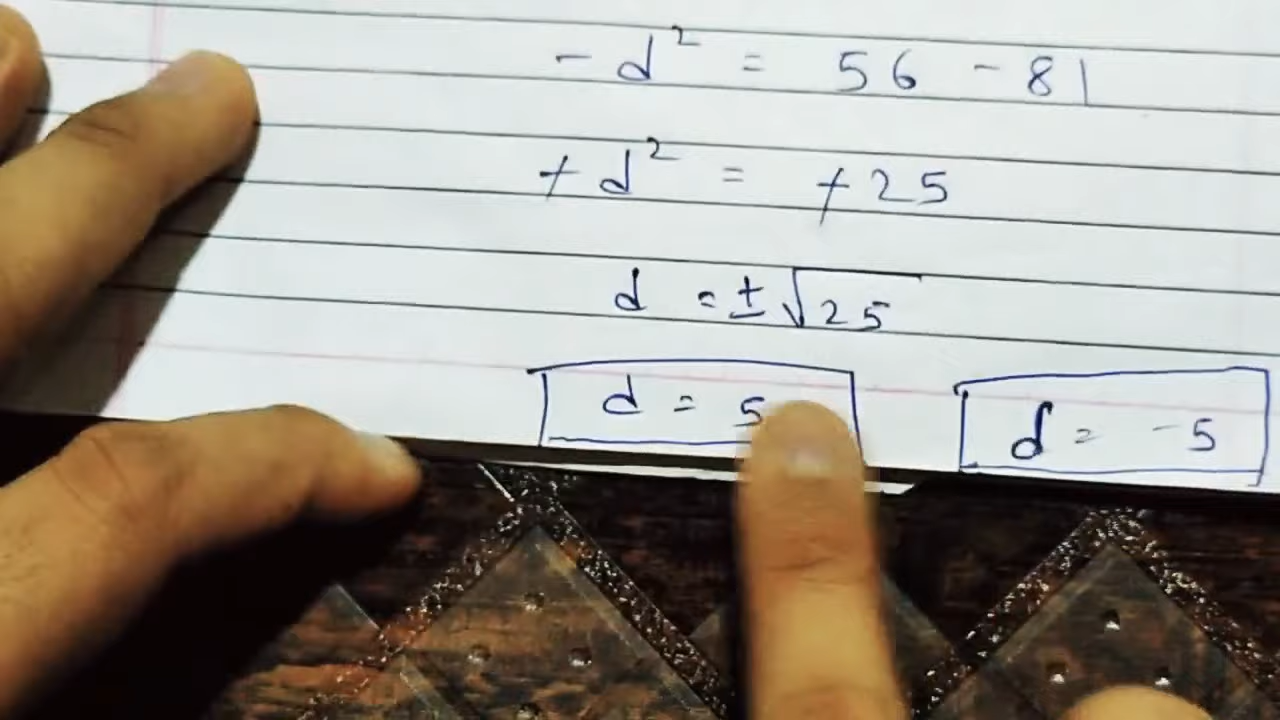 - d² = 56 - 81
+ d² = +25
d = ±√25
d = 5 d = -5